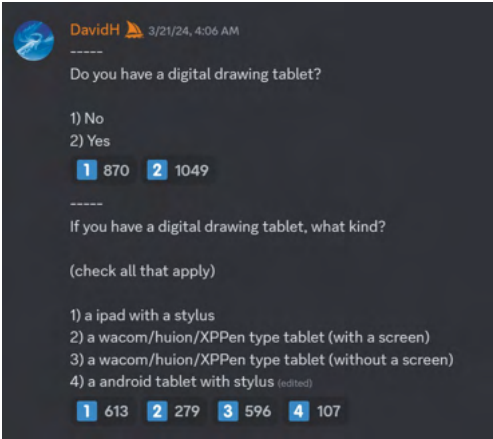 DavidH 3/21/24, 4:06 AM
-----
Do you have a digital drawing tablet?
1) No
2) Yes
1 870 2 1049
-----
If you have a digital drawing tablet, what kind?
(check all that apply)
1) a ipad with a stylus
2) a wacom/huion/XPPen type tablet (with a screen)
3) a wacom/huion/XPPen type tablet (without a screen)
4) a android tablet with stylus (edited)
1 613 2 279 3 596 4 107